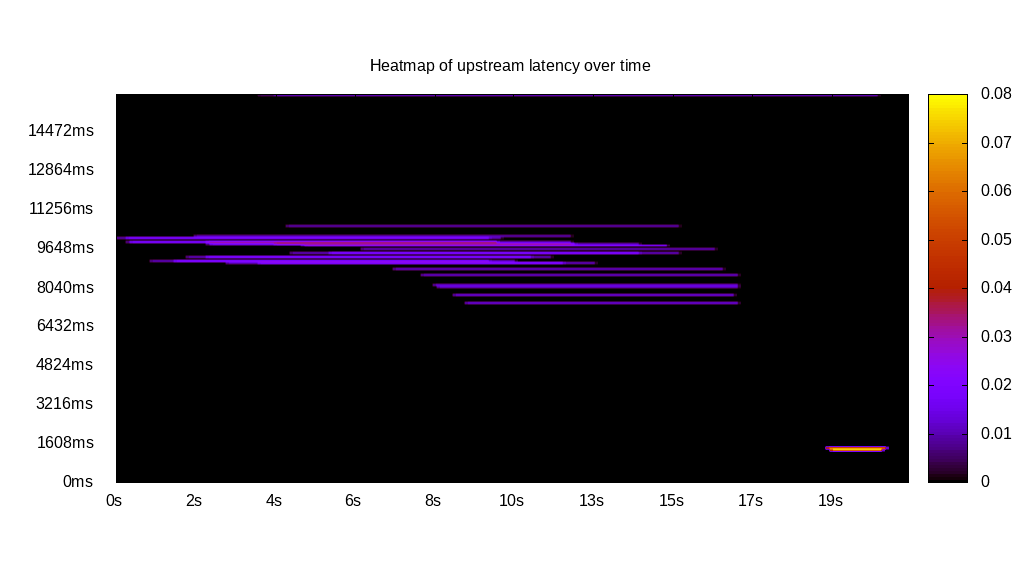 Heatmap of upstream latency over time
14472ms
12864ms
11256ms
9648ms
8040ms
6432ms
4824ms
3216ms
1608ms
0ms
0s 2s 4s 6s 8s 10s 13s 15s 17s 19s
0.08
0.07
0.06
0.05
0.04
0.03
0.02
0.01
0